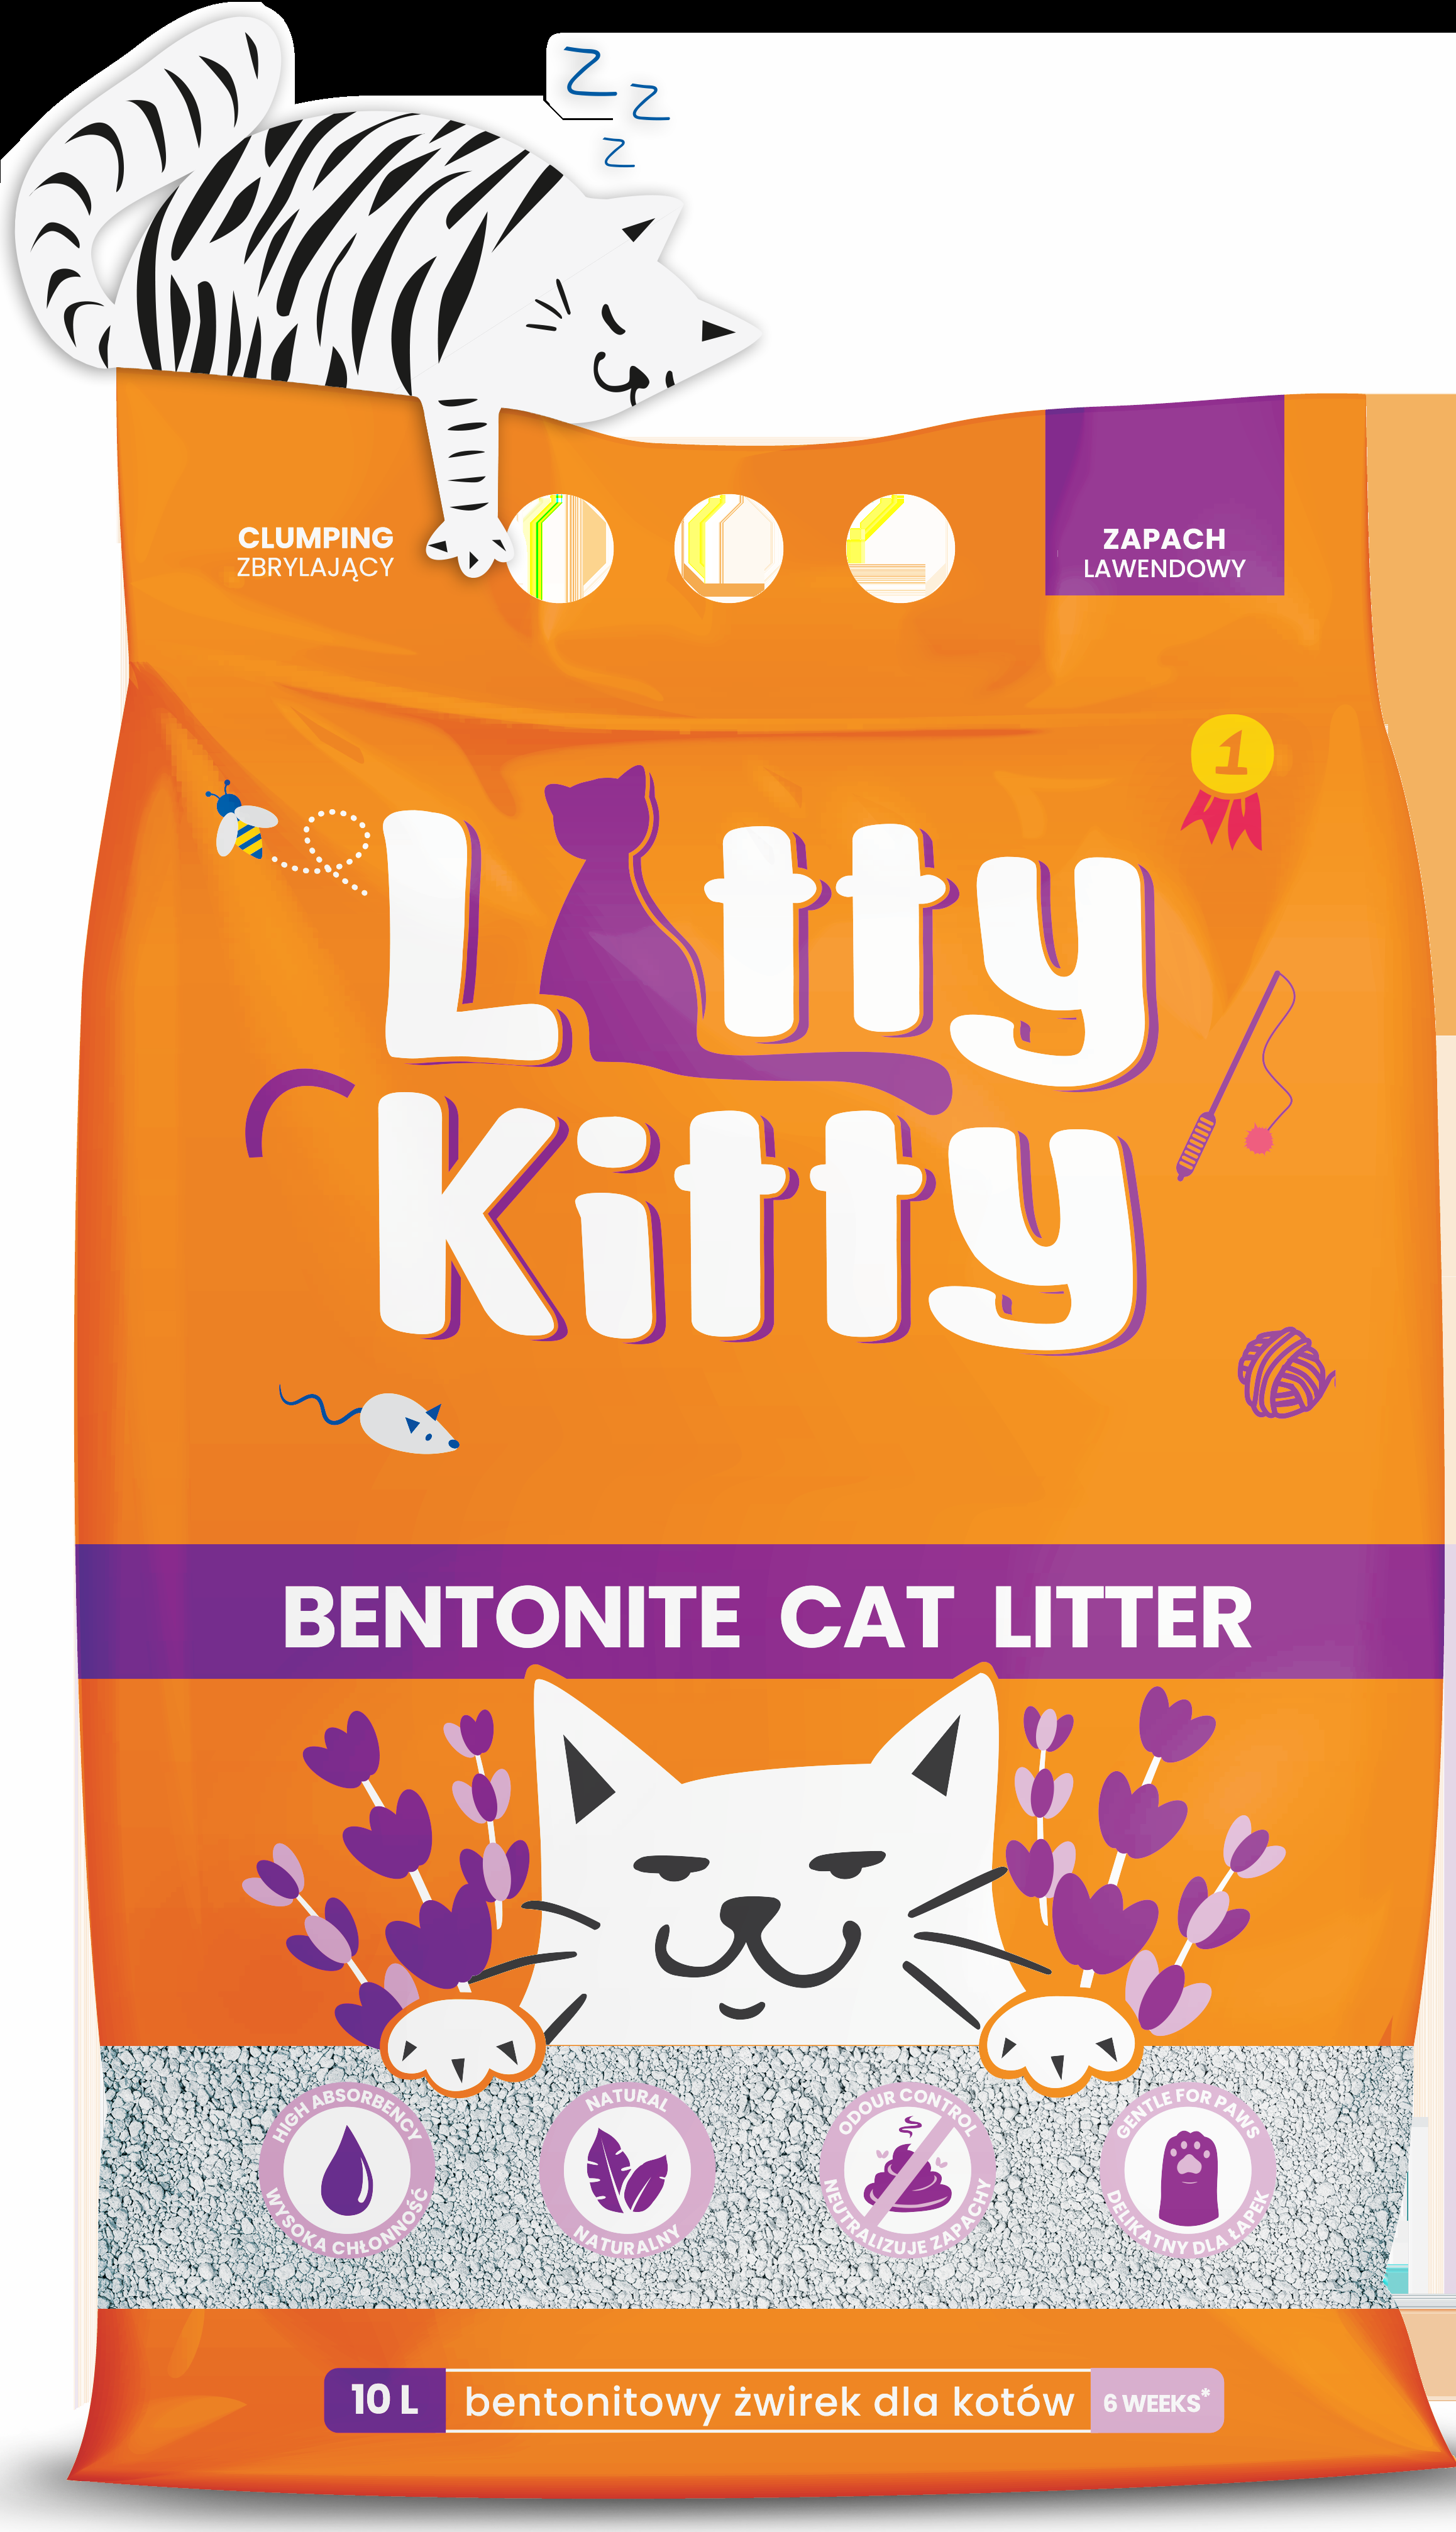 Z Z
Z
CLUMPING
ZBRYLAJĄCY
ZAPACH
LAWENDOWY
1
Litty
Kitty
BENTONITE CAT LITTER
HIGH ABSORBENCY
WYSOKA CHŁONNOŚĆ
NATURAL
NATURALNY
ODOUR CONTROL
NEUTRALIZUJE ZAPACHY
GENTLE FOR PAWS
DELIKATNY DLA ŁAPEK
10 L bentonitowy żwirek dla kotów 6 WEEKS*